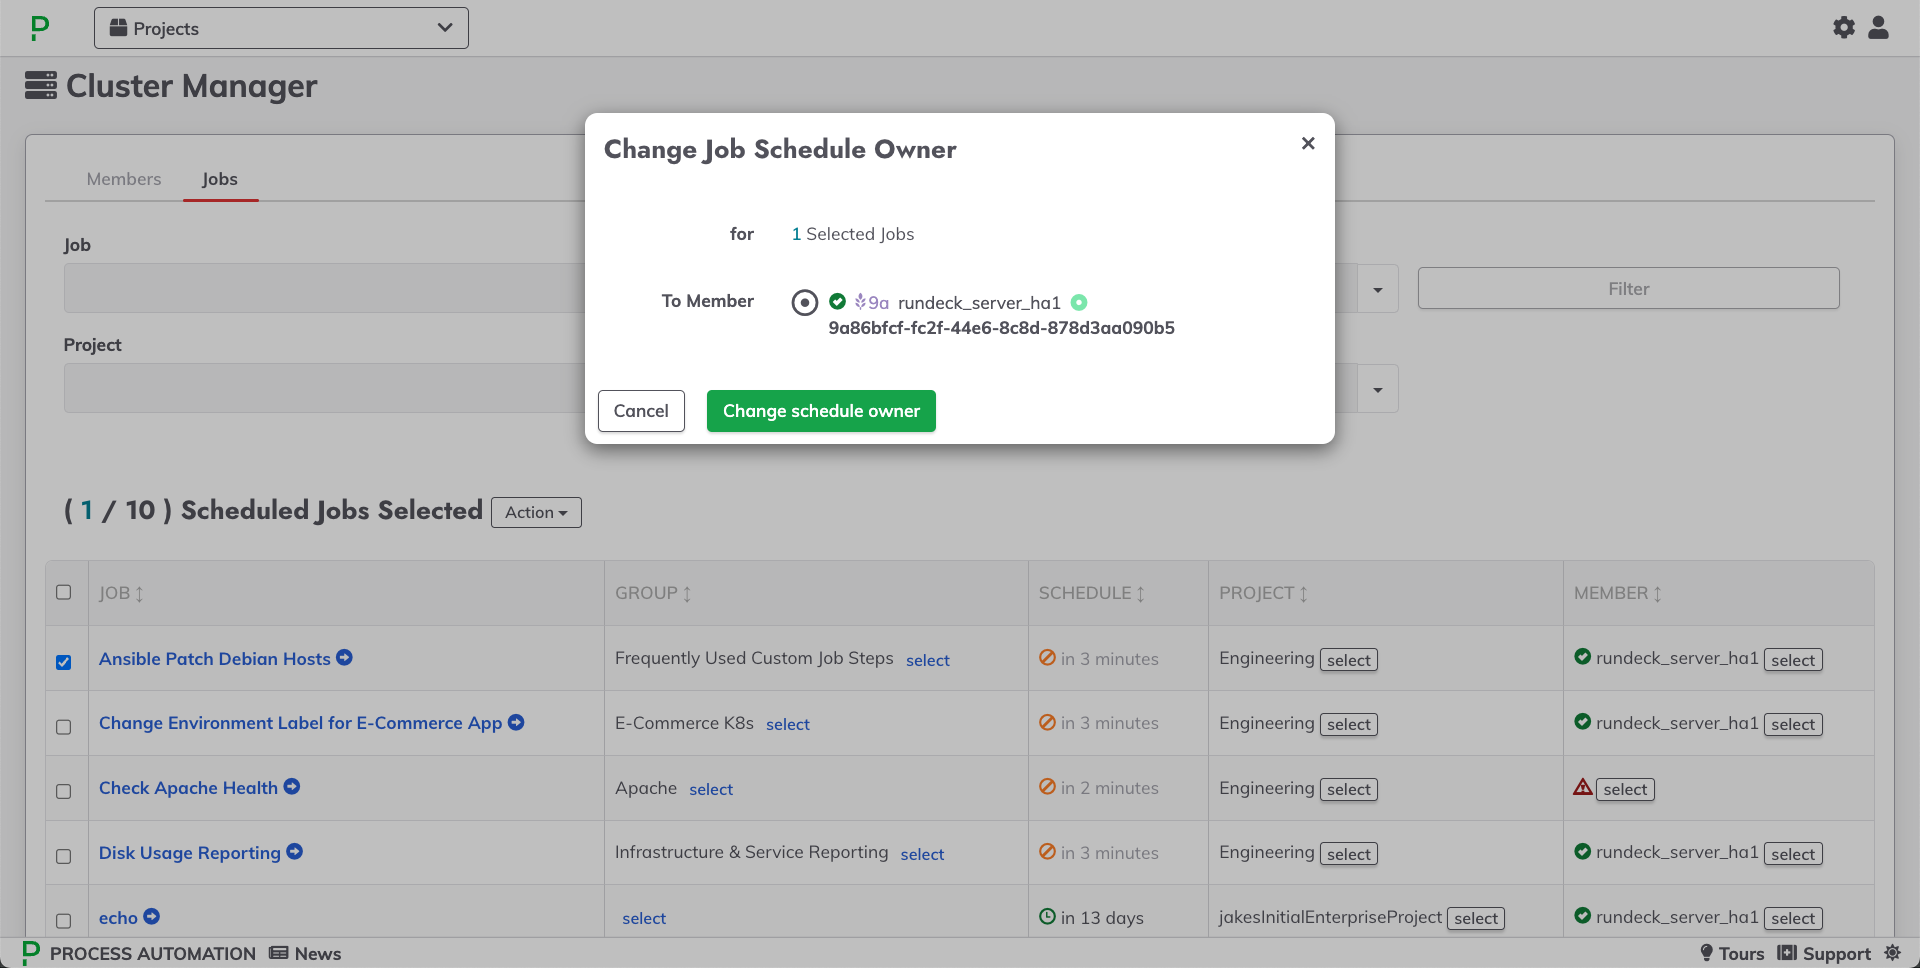 Projects
Cluster Manager
Change Job Schedule Owner
Members Jobs
for 1 Selected Jobs
Job
Filter
To Member 9a rundeck_server_ha1
9a86bfcf-fc2f-44e6-8c8d-878d3aa090b5
Project
Cancel Change schedule owner
( 1 / 10 ) Scheduled Jobs Selected Action
JOB GROUP SCHEDULE PROJECT MEMBER
Ansible Patch Debian Hosts Frequently Used Custom Job Steps select in 3 minutes Engineering select rundeck_server_ha1 select
Change Environment Label for E-Commerce App E-Commerce K8s select in 3 minutes Engineering select rundeck_server_ha1 select
Check Apache Health Apache select in 2 minutes Engineering select select
Disk Usage Reporting Infrastructure & Service Reporting select in 3 minutes Engineering select rundeck_server_ha1 select
echo select in 13 days jakesInitialEnterpriseProject select rundeck_server_ha1 select
PROCESS AUTOMATION News Tours Support